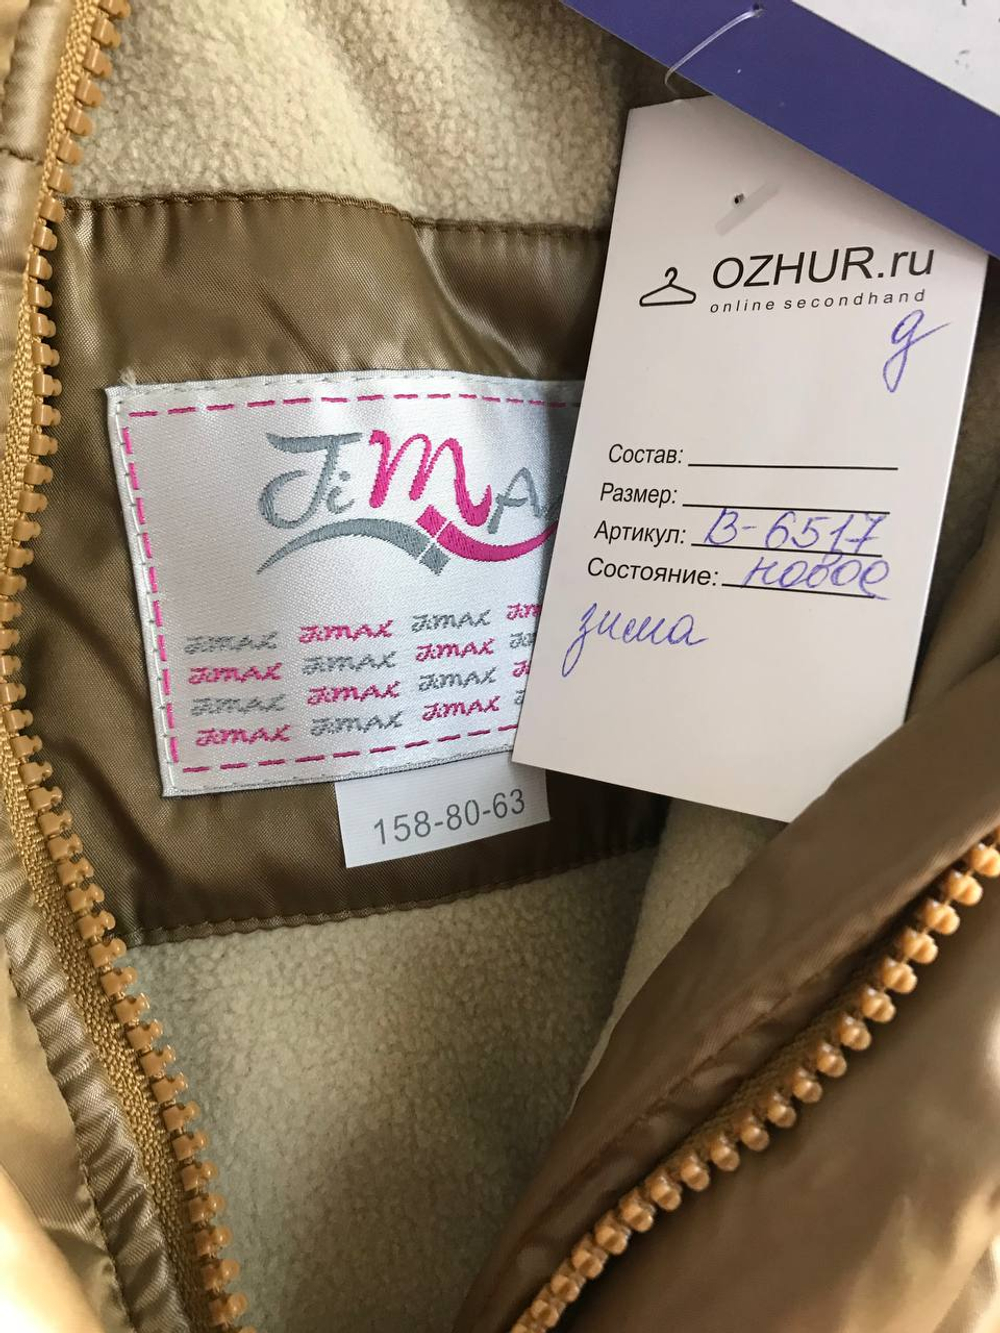 OZHUR.ru
online secondhand
д
Состав:
Размер:
Артикул: В-6517
Состояние: новое
зима
JiMAX
JiMAX JiMAX JiMAX
JiMAX JiMAX JiMAX
JiMAX JiMAX JiMAX
JiMAX JiMAX JiMAX
158-80-63